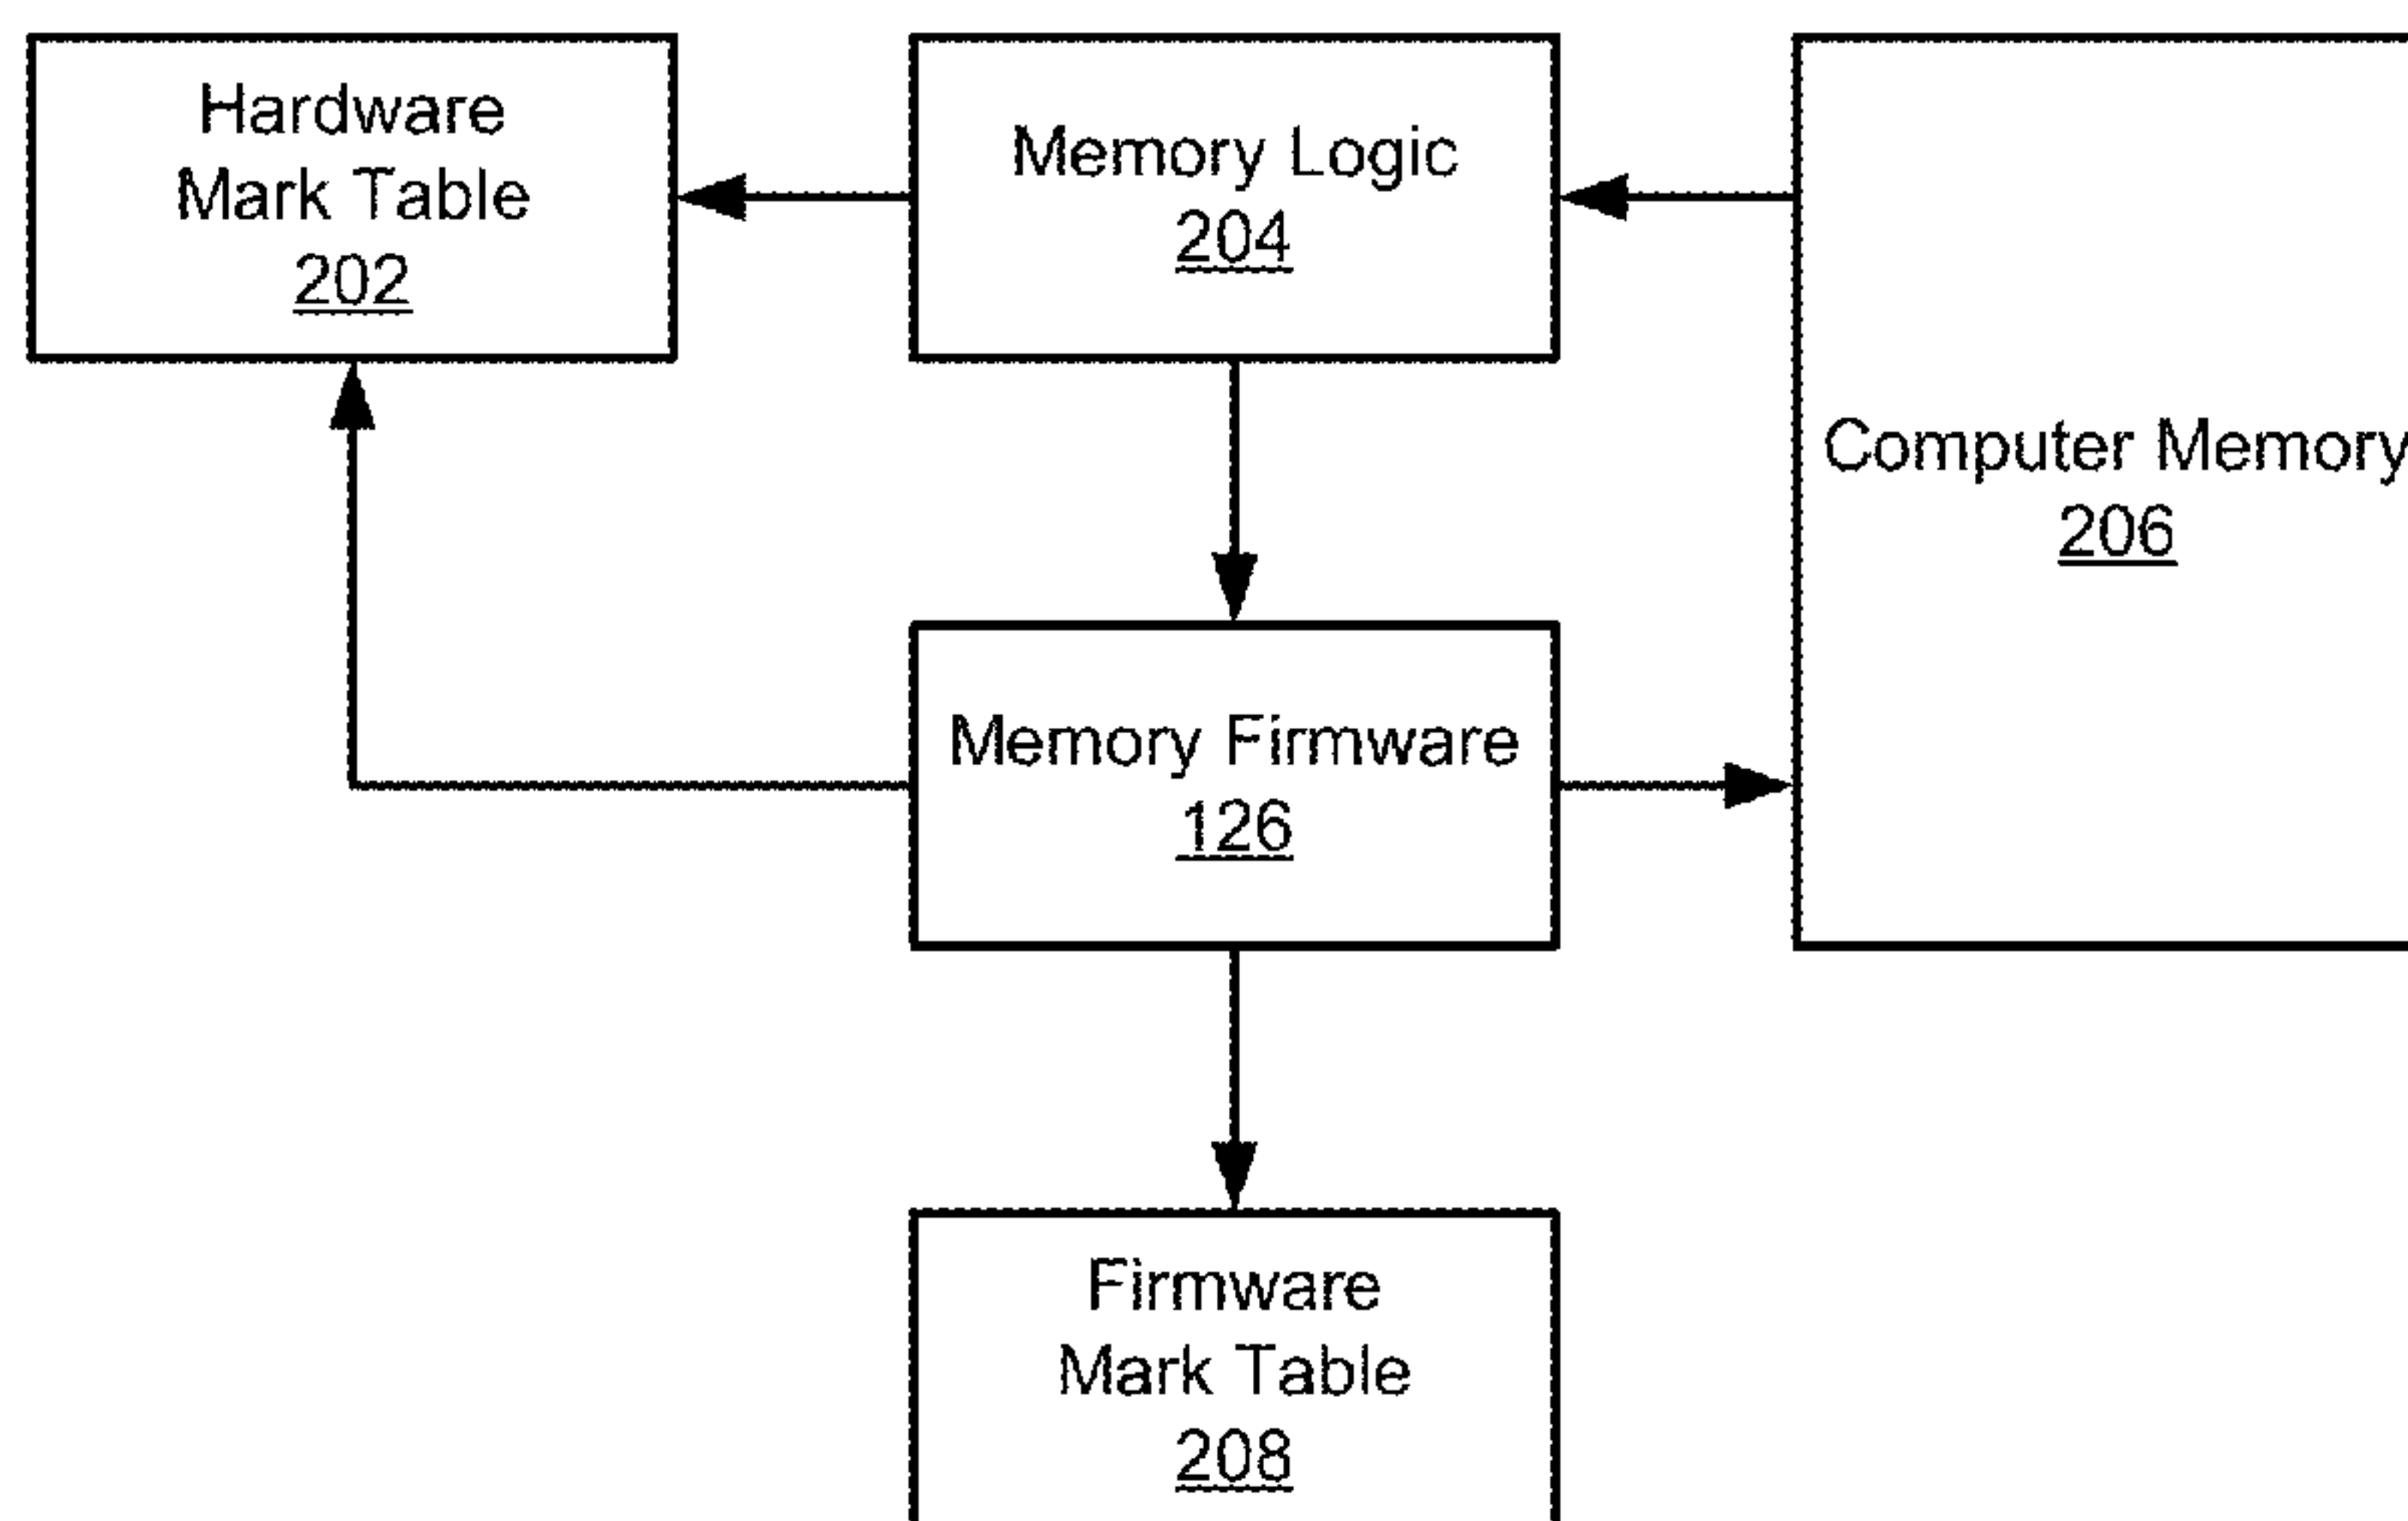 Hardware
Mark Table
202
Memory Logic
204
Computer Memory
206
Memory Firmware
126
Firmware
Mark Table
208